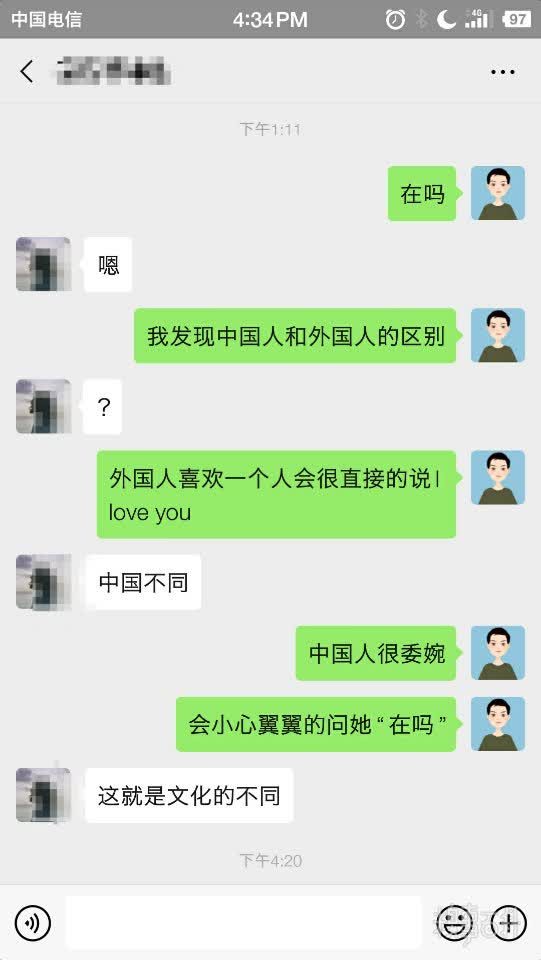 中国电信 4:34PM 4G 97
下午1:11
在吗
嗯
我发现中国人和外国人的区别
?
外国人喜欢一个人会很直接的说I
love you
中国不同
中国人很委婉
会小心翼翼的问她“在吗”
这就是文化的不同
下午4:20